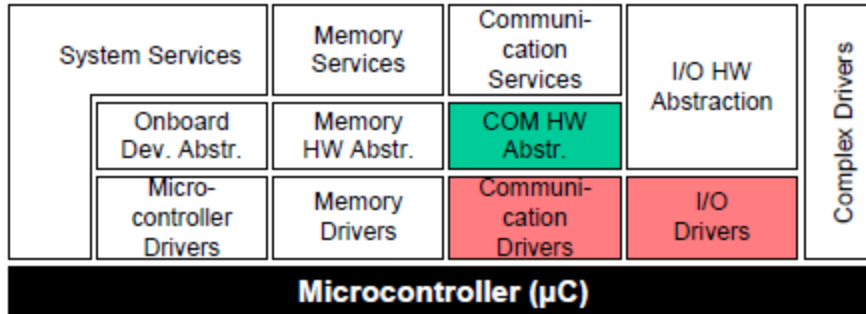 System Services
Memory
Services
Communi-
cation
Services
I/O HW
Abstraction
Complex Drivers
Onboard
Dev. Abstr.
Memory
HW Abstr.
COM HW
Abstr.
Micro-
controller
Drivers
Memory
Drivers
Communi-
cation
Drivers
I/O
Drivers
Microcontroller (µC)